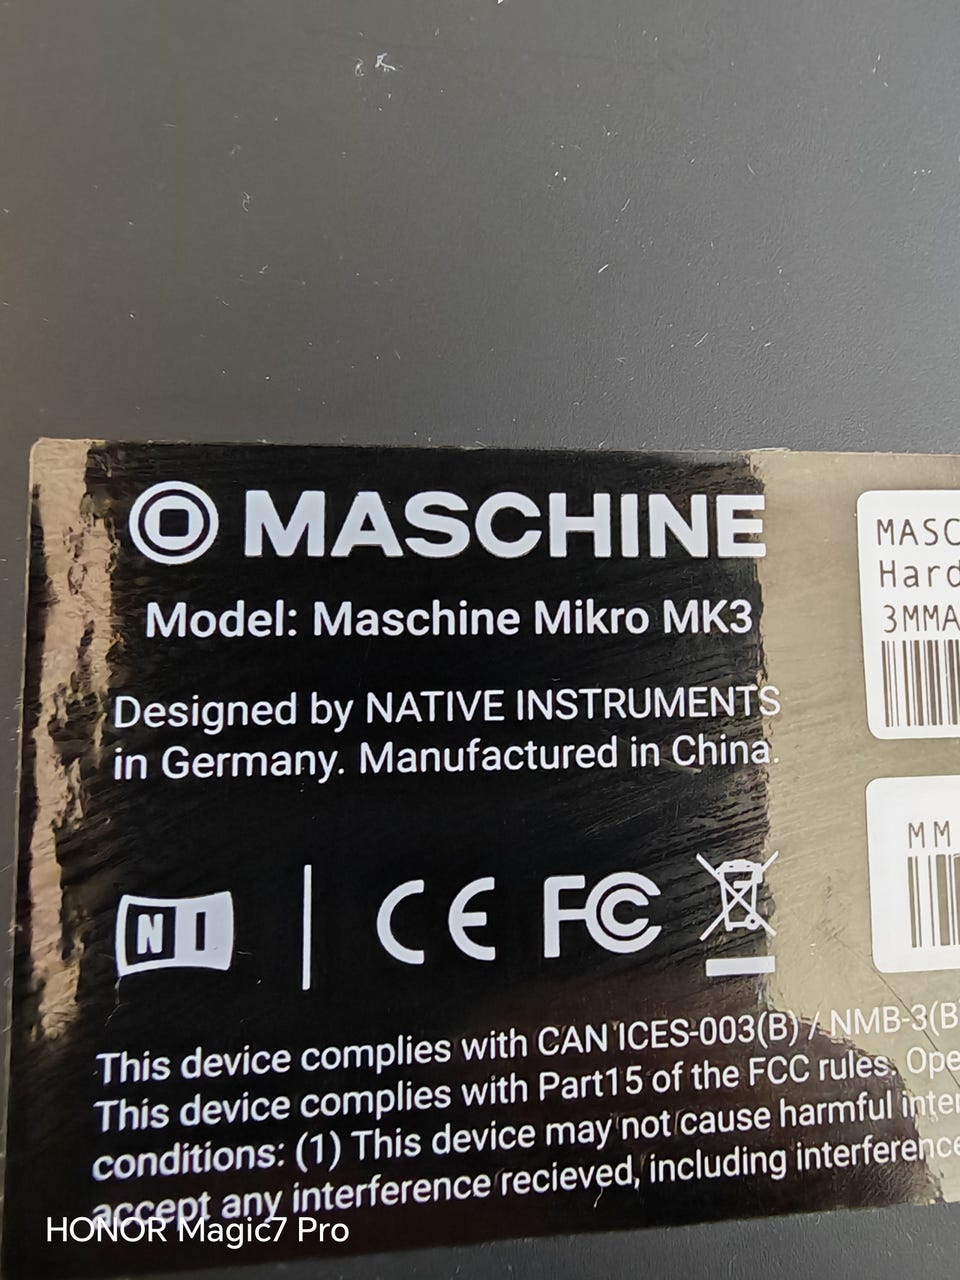 MASCHINE
Model: Maschine Mikro MK3
Designed by NATIVE INSTRUMENTS
in Germany. Manufactured in China.
NI
CE FC
This device complies with CAN ICES-003(B) / NMB-3(B
This device complies with Part15 of the FCC rules. Ope
conditions: (1) This device may not cause harmful inter
accept any interference recieved, including interference
MASC
Hard
3MMA
MM
HONOR Magic7 Pro